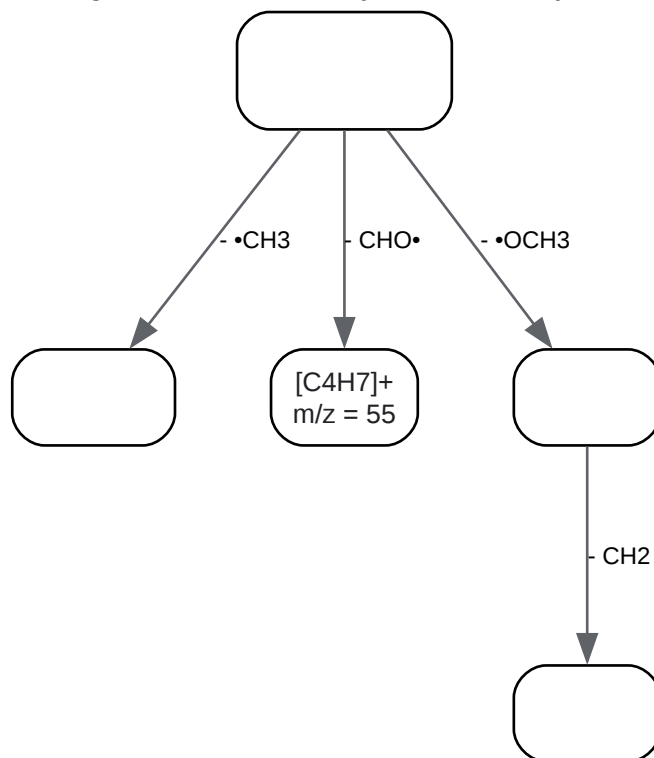 - •CH3
- CHO•
- •OCH3
[C4H7]+
m/z = 55
- CH2